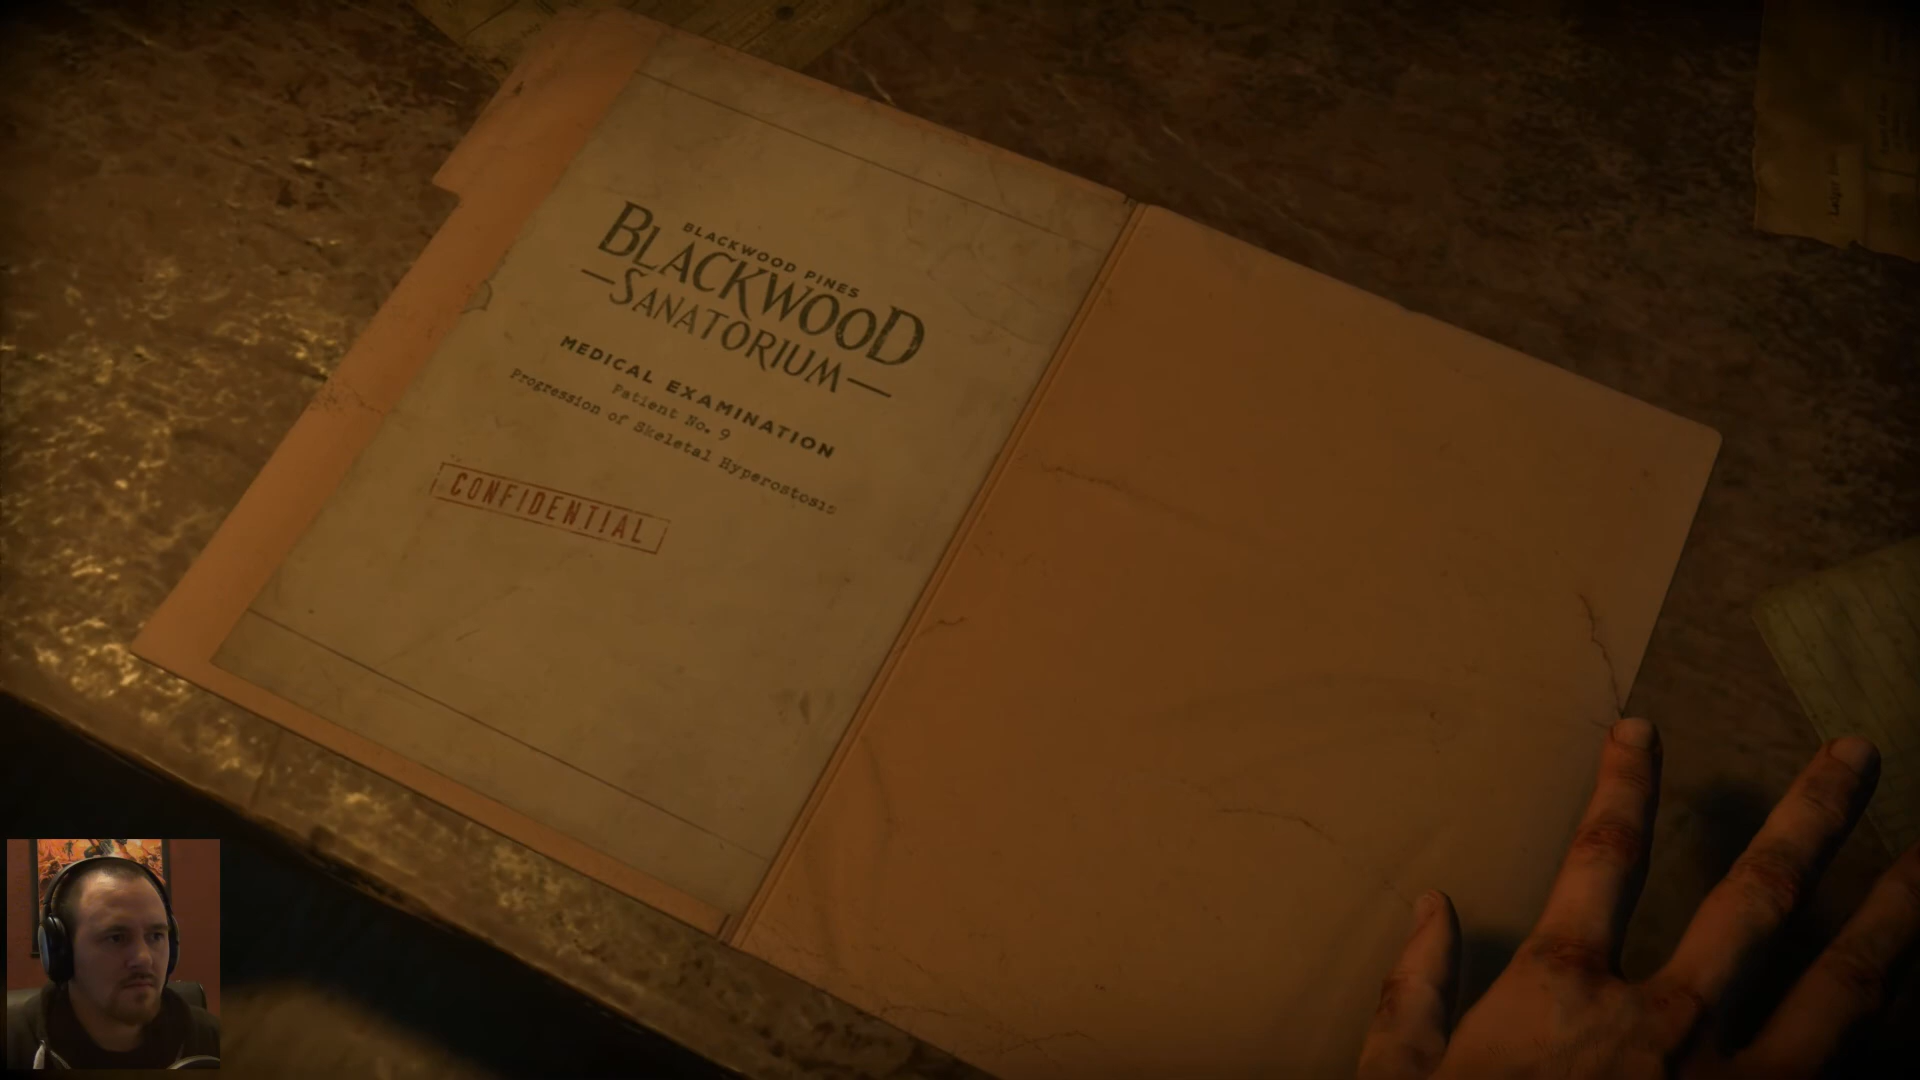 BLACKWOOD PINES
BLACKWOOD
SANATORIUM
MEDICAL EXAMINATION
Patient No. 9
Progression of Skeletal Hyperostosis
CONFIDENTIAL